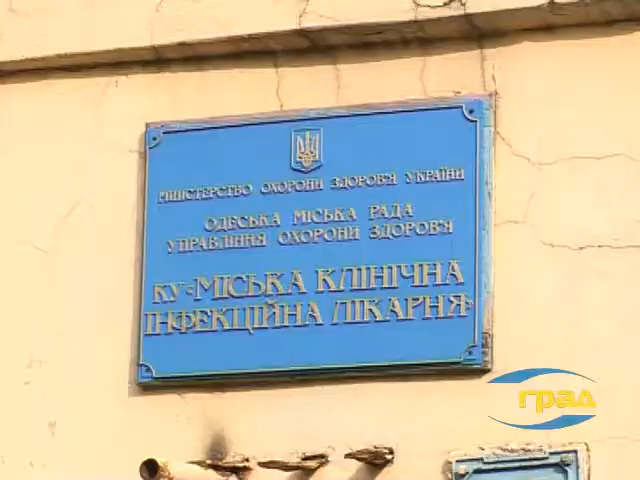 МІНІСТЕРСТВО ОХОРОНИ ЗДОРОВ'Я УКРАЇНИ
ОДЕСЬКА МІСЬКА РАДА
УПРАВЛІННЯ ОХОРОНИ ЗДОРОВ'Я
КУ «МІСЬКА КЛІНІЧНА
ІНФЕКЦІЙНА ЛІКАРНЯ»
град